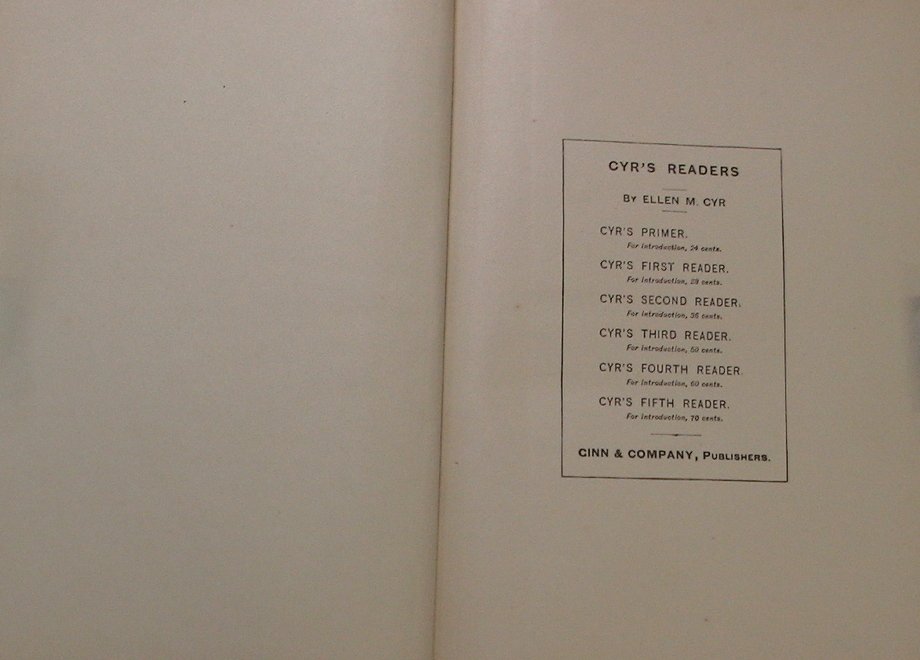 CYR'S READERS
BY ELLEN M. CYR
CYR'S PRIMER.
For Introduction, 24 cents.
CYR'S FIRST READER.
For Introduction, 28 cents.
CYR'S SECOND READER.
For Introduction, 36 cents.
CYR'S THIRD READER.
For Introduction, 50 cents.
CYR'S FOURTH READER.
For Introduction, 60 cents.
CYR'S FIFTH READER.
For Introduction, 70 cents.
GINN & COMPANY, PUBLISHERS.